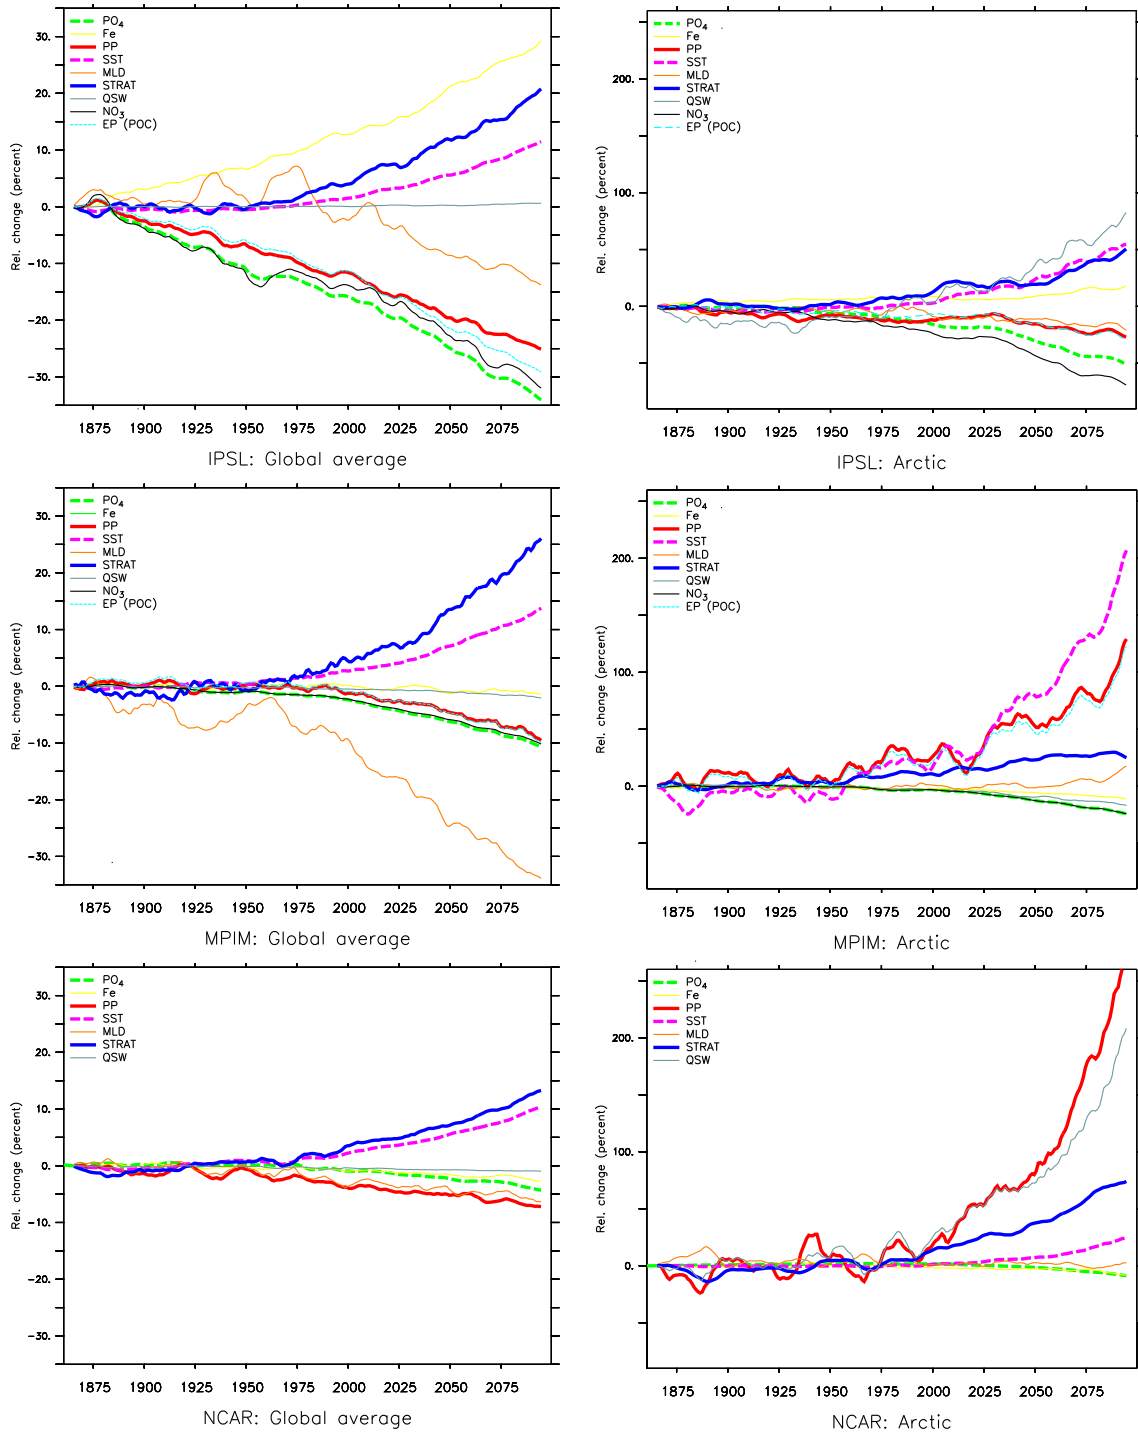 PO4
Fe
PP
SST
MLD
STRAT
QSW
NO3
EP (POC)
30.
20.
10.
0.
-10.
-20.
-30.
Rel. change (percent)
1875 1900 1925 1950 1975 2000 2025 2050 2075
IPSL: Global average
PO4
Fe
PP
SST
MLD
STRAT
QSW
NO3
EP (POC)
200.
100.
0.
Rel. change (percent)
1875 1900 1925 1950 1975 2000 2025 2050 2075
IPSL: Arctic
PO4
Fe
PP
SST
MLD
STRAT
QSW
NO3
EP (POC)
30.
20.
10.
0.
-10.
-20.
-30.
Rel. change (percent)
1875 1900 1925 1950 1975 2000 2025 2050 2075
MPIM: Global average
PO4
Fe
PP
SST
MLD
STRAT
QSW
NO3
EP (POC)
200.
100.
0.
Rel. change (percent)
1875 1900 1925 1950 1975 2000 2025 2050 2075
MPIM: Arctic
PO4
Fe
PP
SST
MLD
STRAT
QSW
30.
20.
10.
0.
-10.
-20.
-30.
Rel. change (percent)
1875 1900 1925 1950 1975 2000 2025 2050 2075
NCAR: Global average
PO4
Fe
PP
SST
MLD
STRAT
QSW
200.
100.
0.
Rel. change (percent)
1875 1900 1925 1950 1975 2000 2025 2050 2075
NCAR: Arctic